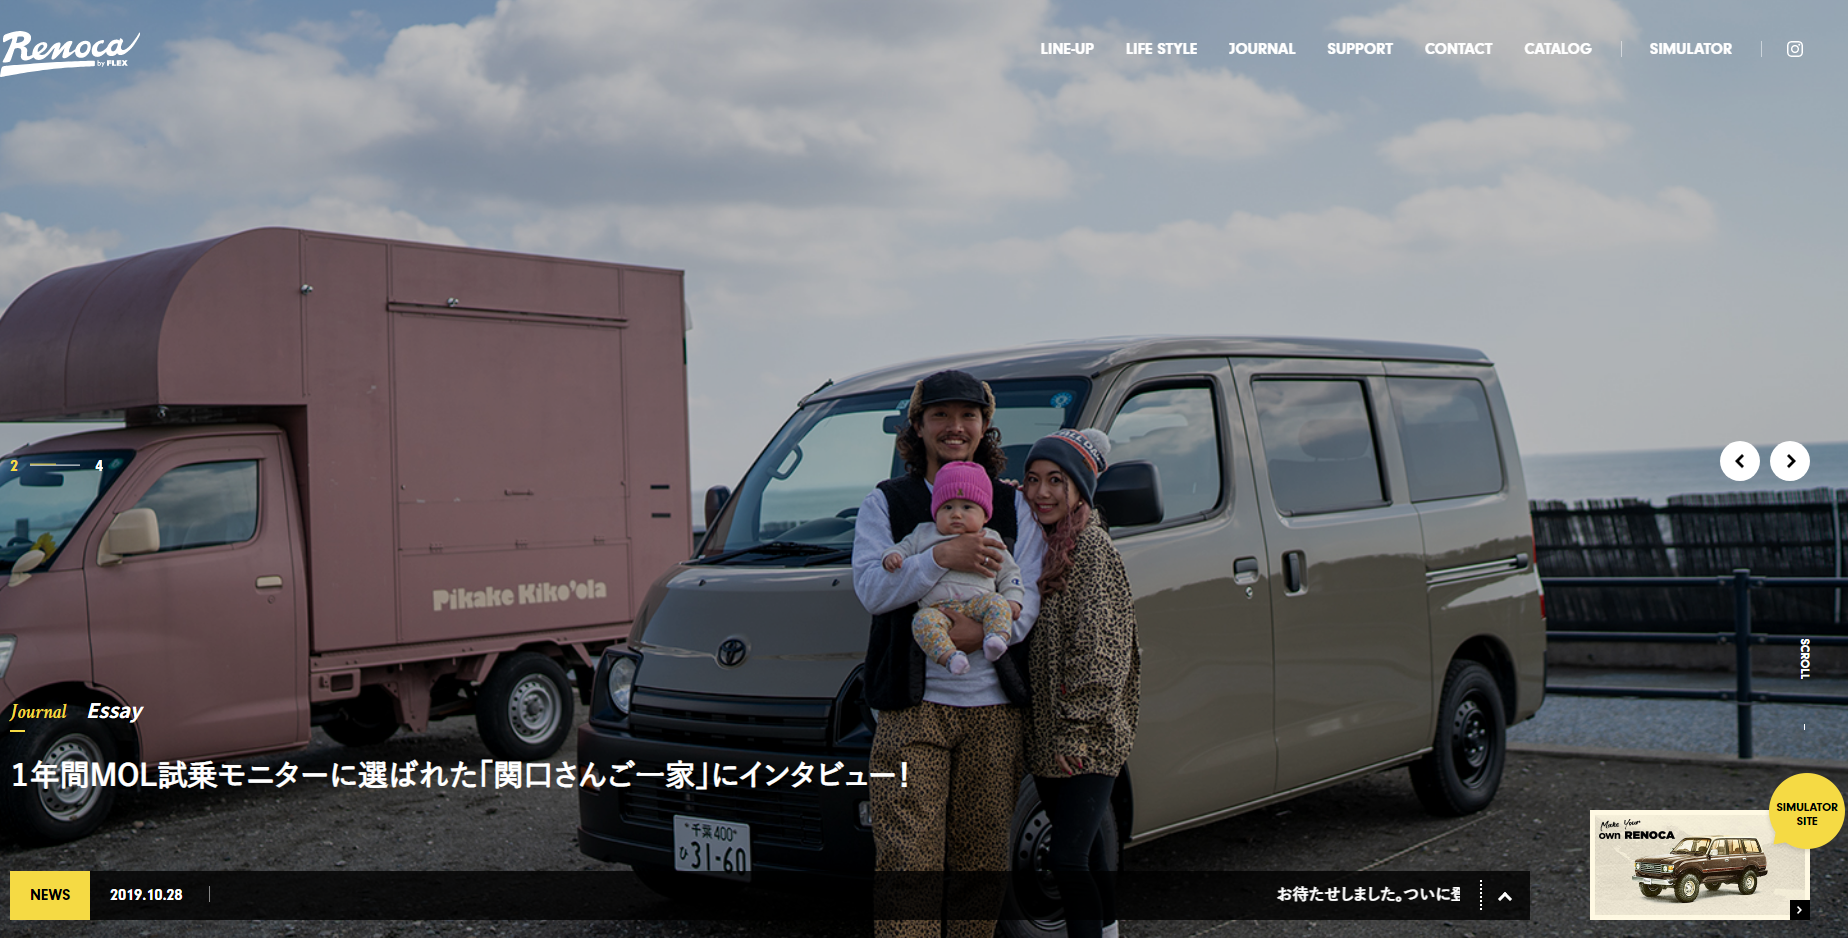 Renoca
by FLEX
LINE-UP
LIFE STYLE
JOURNAL
SUPPORT
CONTACT
CATALOG
SIMULATOR
2
4
Pikake Kiko'ola
SCROLL
Journal
Essay
1年間MOL試乗モニターに選ばれた「関口さんご一家」にインタビュー！
千葉 400
ひ 31-60
SIMULATOR
SITE
Make Your
own RENOCA
NEWS
2019.10.28
お待たせしました。ついに登